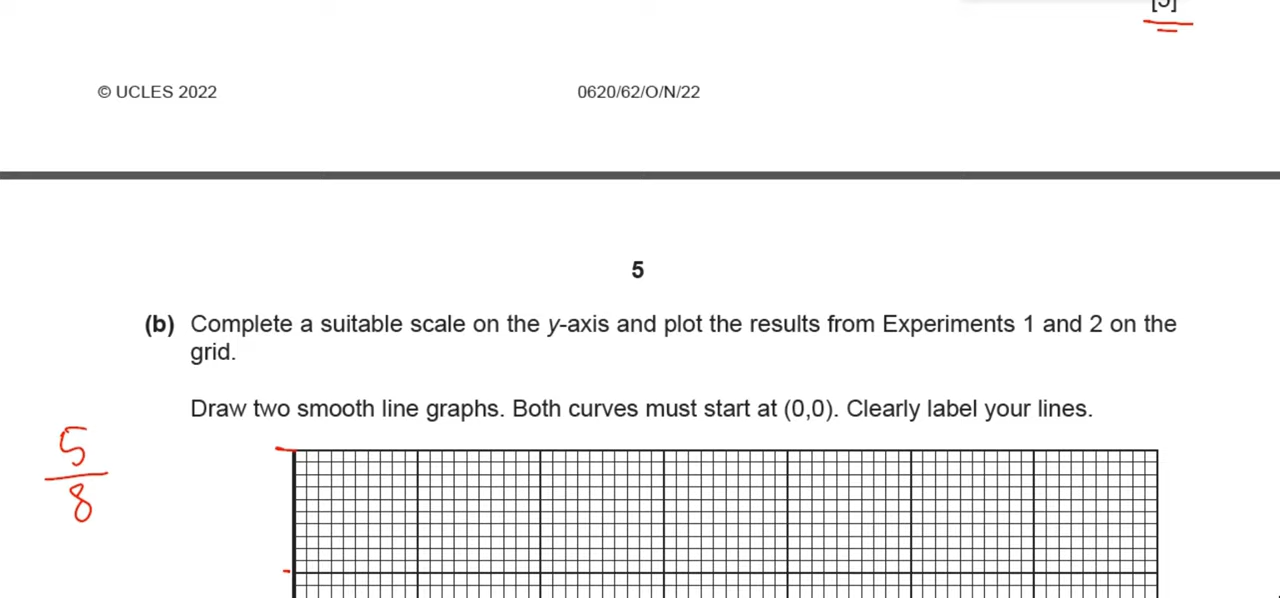 [5]
© UCLES 2022
0620/62/O/N/22
5
(b) Complete a suitable scale on the y-axis and plot the results from Experiments 1 and 2 on the
grid.
Draw two smooth line graphs. Both curves must start at (0,0). Clearly label your lines.
5
8